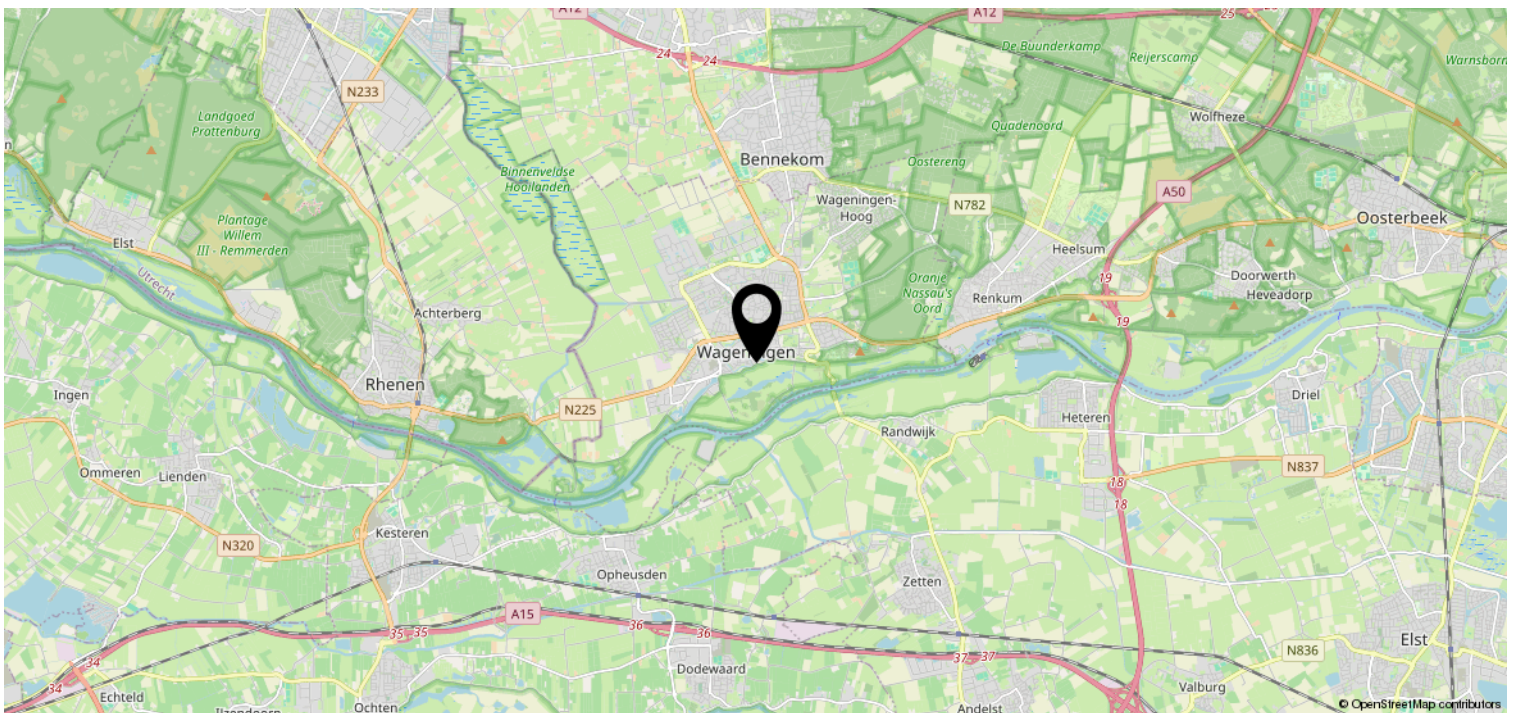 A12
A12
25
24
24
De Buunderkamp
Reijerscamp
N233
Landgoed
Prattenburg
Wolfheze
Quadenoord
Bennekom
Oostereng
Binnenveldse
Hooilanden
A50
Wageningen-
Hoog
N782
Oosterbeek
Plantage
Willem
III - Remmerden
Elst
Heelsum
Utrecht
19
Doorwerth
Oranje
Nassau's
Oord
Renkum
Heveadorp
Achterberg
19
Wageningen
Rhenen
Ingen
Driel
N225
Heteren
Randwijk
Ommeren
Lienden
N837
18
18
Kesteren
N320
Opheusden
Zetten
A15
35
35
36
36
Elst
N836
34
37
37
Dodewaard
34
Echteld
Valburg
Ochten
Andelst
© OpenStreetMap contributors